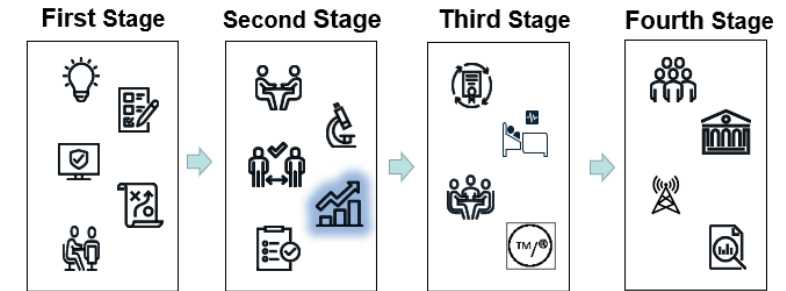 First Stage
Second Stage
Third Stage
Fourth Stage
TM/®